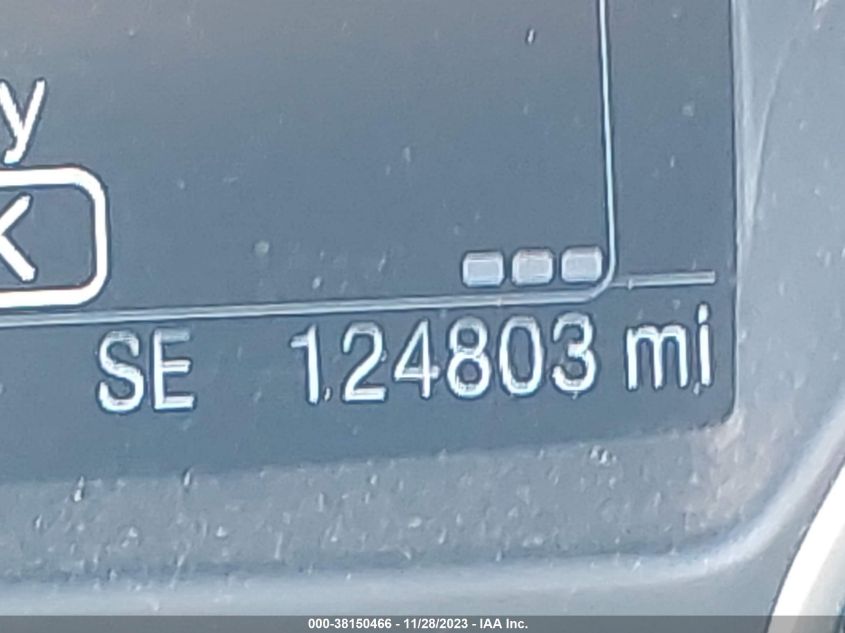 y
K
SE 124803 mi
000-38150466 - 11/28/2023 - IAA Inc.